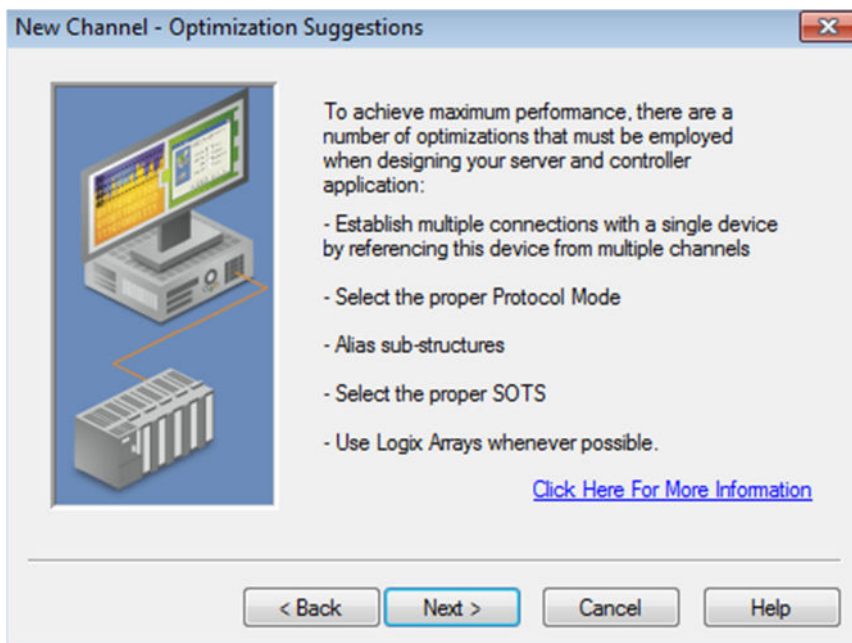 New Channel - Optimization Suggestions
To achieve maximum performance, there are a
number of optimizations that must be employed
when designing your server and controller
application:
- Establish multiple connections with a single device
by referencing this device from multiple channels
- Select the proper Protocol Mode
- Alias sub-structures
- Select the proper SOTS
- Use Logix Arrays whenever possible.
Click Here For More Information
< Back
Next >
Cancel
Help